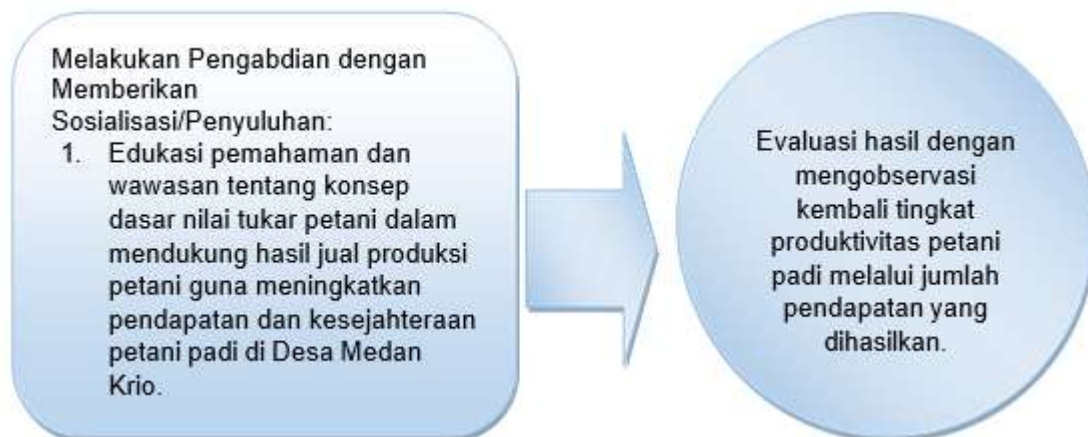 Melakukan Pengabdian dengan
Memberikan
Sosialisasi/Penyuluhan:
1. Edukasi pemahaman dan
wawasan tentang konsep
dasar nilai tukar petani dalam
mendukung hasil jual produksi
petani guna meningkatkan
pendapatan dan kesejahteraan
petani padi di Desa Medan
Krio.
Evaluasi hasil dengan
mengobservasi
kembali tingkat
produktivitas petani
padi melalui jumlah
pendapatan yang
dihasilkan.